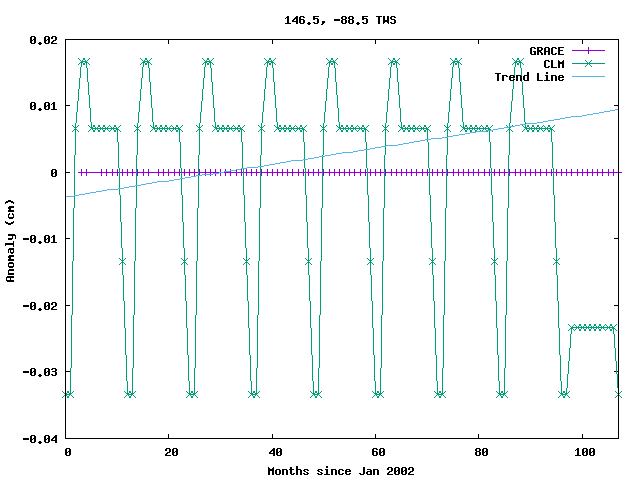 146.5, -88.5 TWS
0.02
GRACE
CLM
Trend Line
0.01
0
-0.01
-0.02
-0.03
-0.04
Anomaly (cm)
0 20 40 60 80 100
Months since Jan 2002